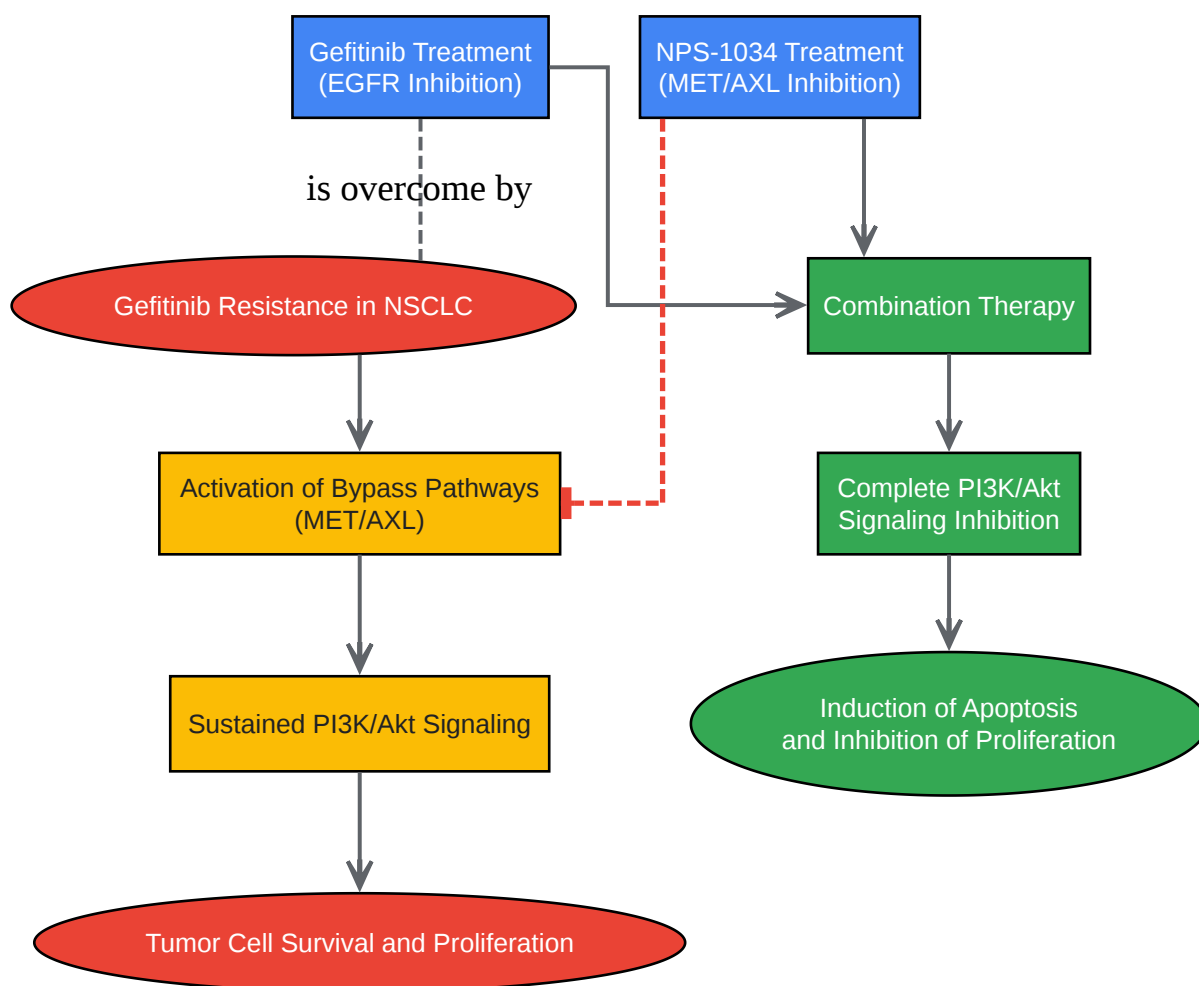 Gefitinib Treatment
(EGFR Inhibition)
NPS-1034 Treatment
(MET/AXL Inhibition)
is overcome by
Gefitinib Resistance in NSCLC
Combination Therapy
Activation of Bypass Pathways
(MET/AXL)
Complete PI3K/Akt
Signaling Inhibition
Sustained PI3K/Akt Signaling
Induction of Apoptosis
and Inhibition of Proliferation
Tumor Cell Survival and Proliferation